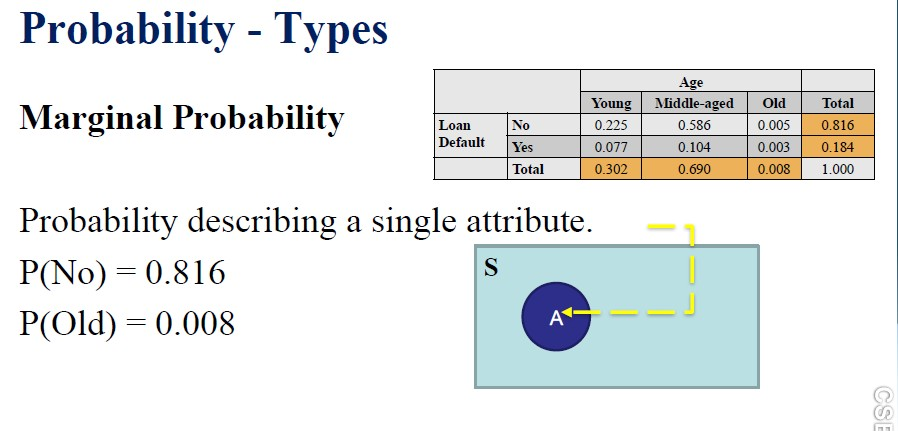 Probability - Types
Marginal Probability
Age
Young Middle-aged Old Total
Loan Default No 0.225 0.586 0.005 0.816
Yes 0.077 0.104 0.003 0.184
Total 0.302 0.690 0.008 1.000
Probability describing a single attribute.
P(No) = 0.816
P(Old) = 0.008
S
A
CSE